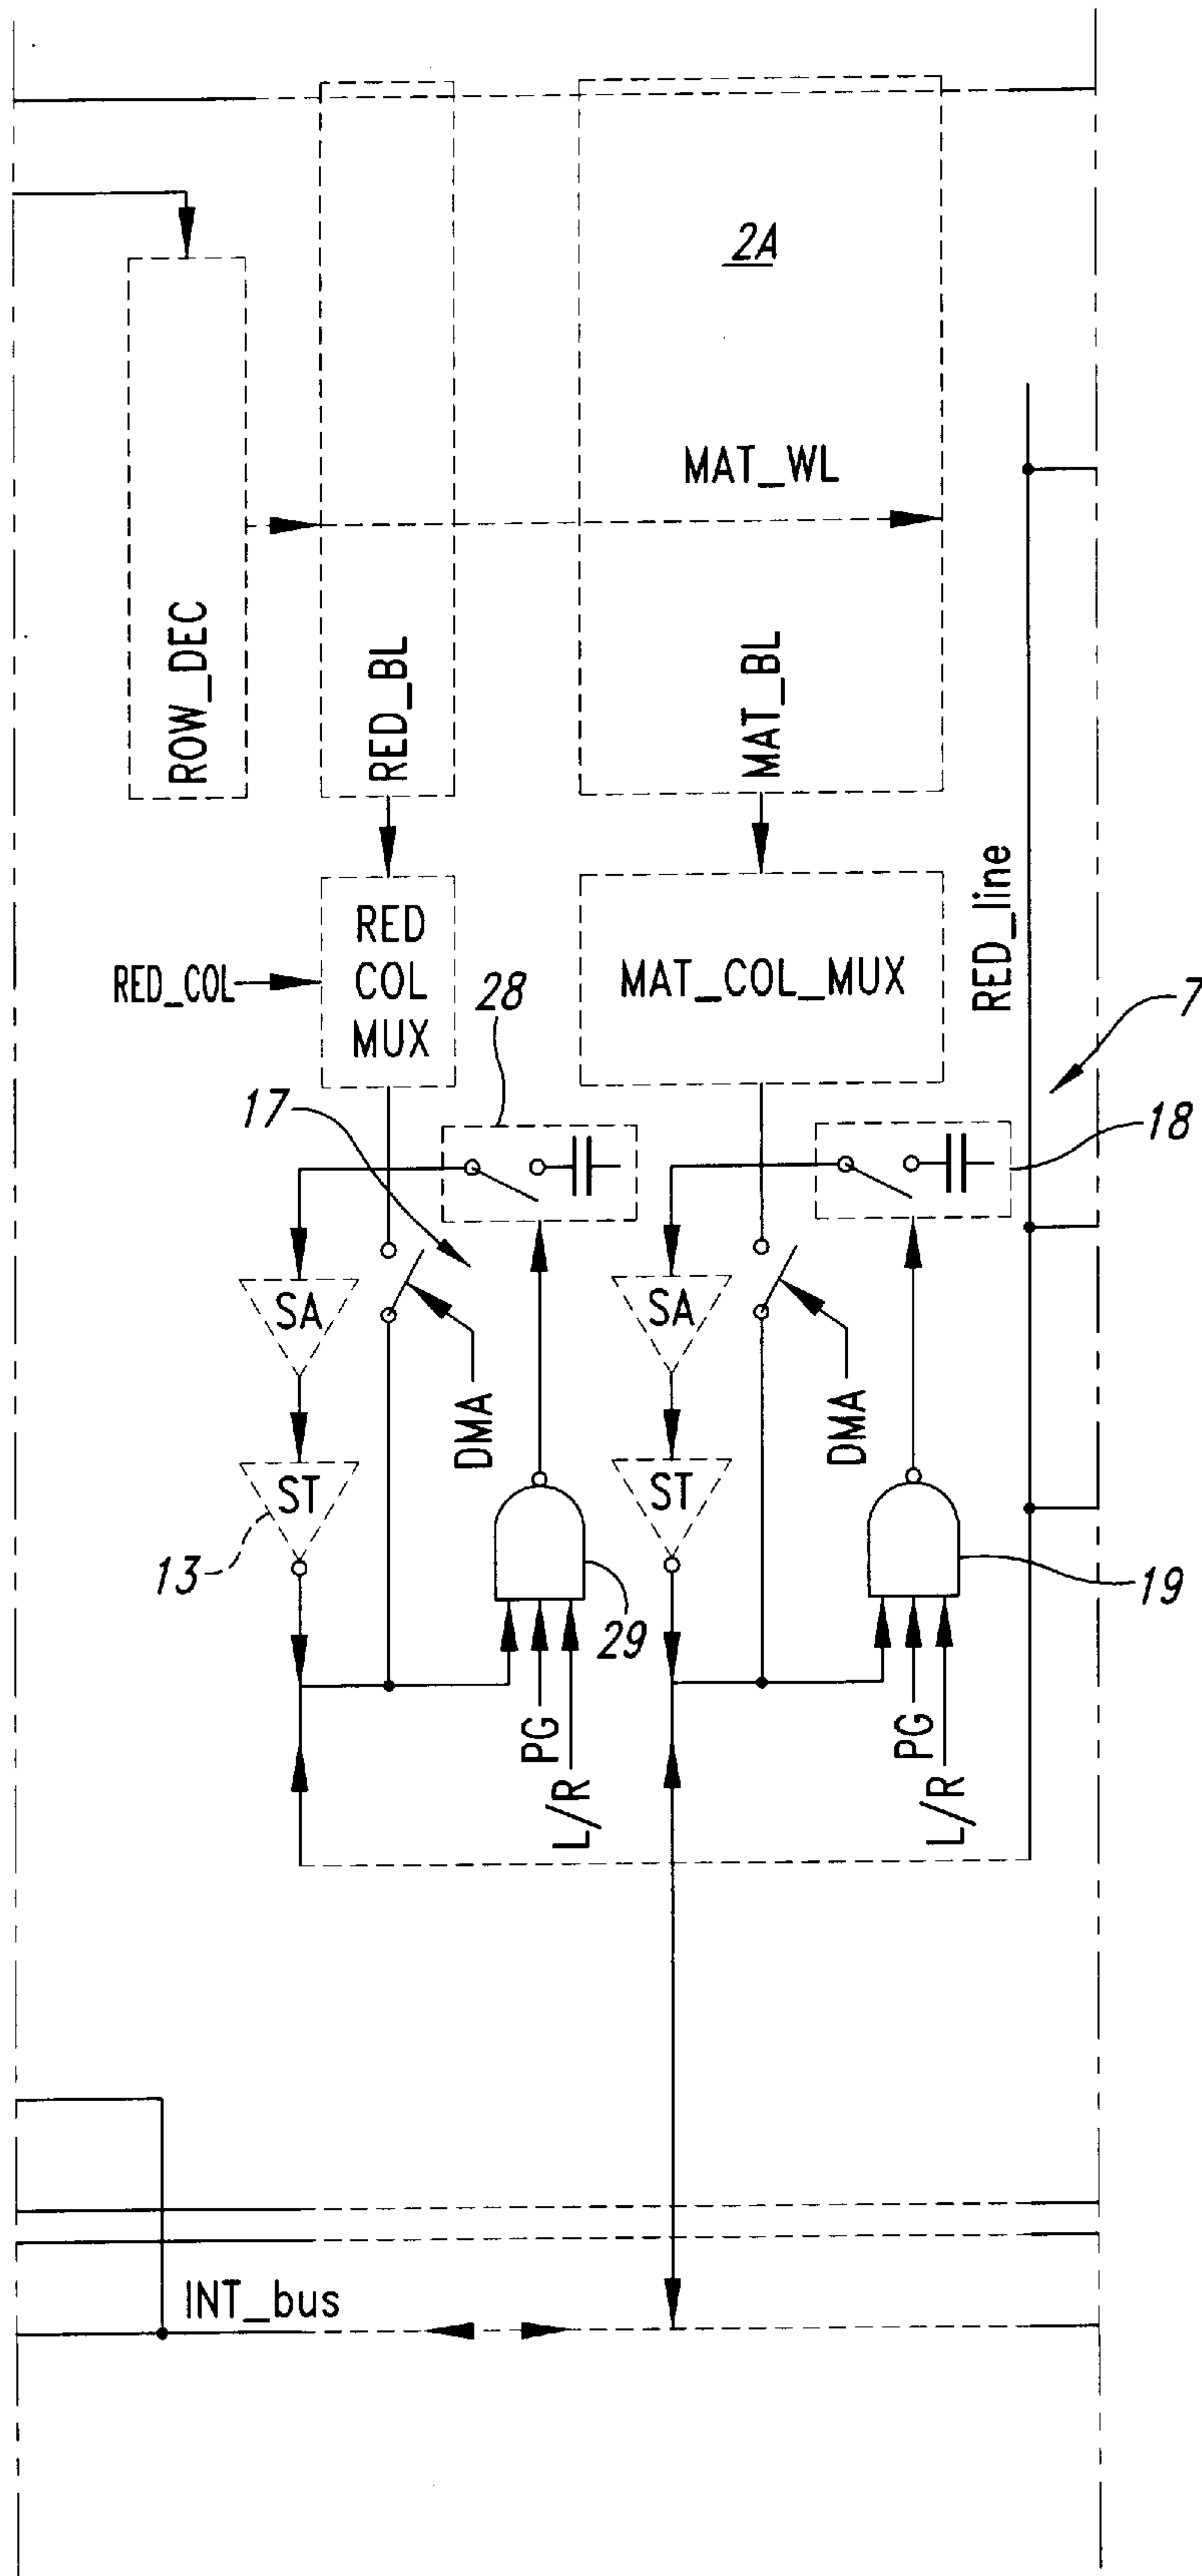 2A
MAT_WL
ROW_DEC
RED_BL
MAT_BL
RED_line
RED
COL
MUX
RED_COL
MAT_COL_MUX
28
7
17
18
SA
SA
DMA
DMA
ST
ST
13
29
19
PG
L/R
PG
L/R
INT_bus